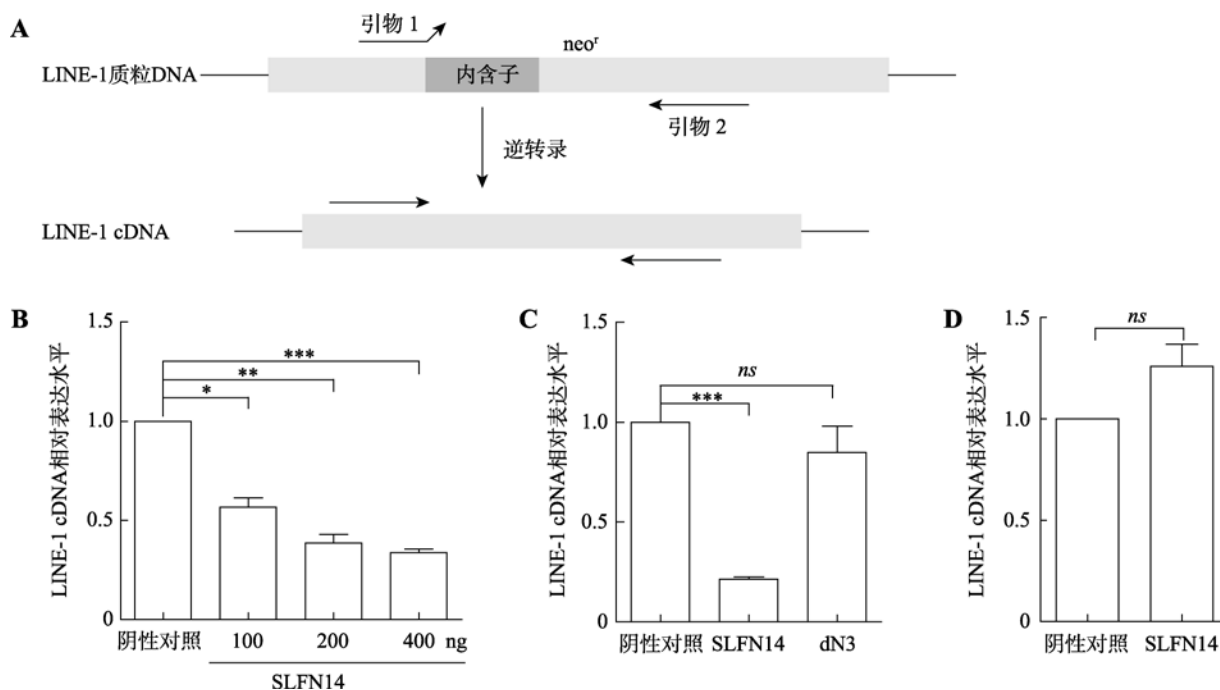 A
引物 1
neoʳ
LINE-1质粒DNA
内含子
引物 2
逆转录
LINE-1 cDNA
B
LINE-1 cDNA相对表达水平
1.5
1.0
0.5
0
***
**
*
阴性对照 100 200 400 ng
SLFN14
C
LINE-1 cDNA相对表达水平
1.5
1.0
0.5
0
ns
***
阴性对照 SLFN14 dN3
D
LINE-1 cDNA相对表达水平
1.5
1.0
0.5
0
ns
阴性对照 SLFN14